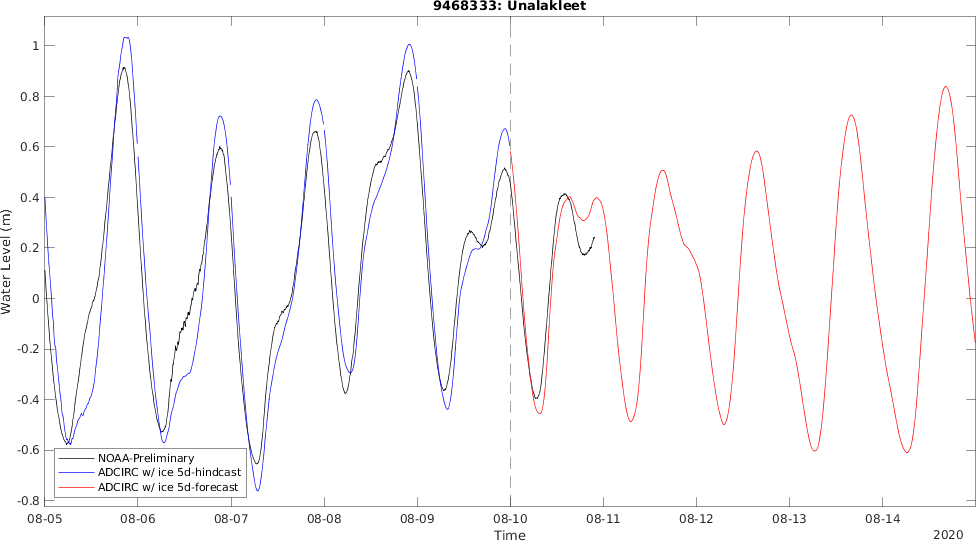 9468333: Unalakleet
Water Level (m)
1
0.8
0.6
0.4
0.2
0
-0.2
-0.4
-0.6
-0.8
NOAA-Preliminary
ADCIRC w/ ice 5d-hindcast
ADCIRC w/ ice 5d-forecast
08-05 08-06 08-07 08-08 08-09 08-10 08-11 08-12 08-13 08-14
Time
2020